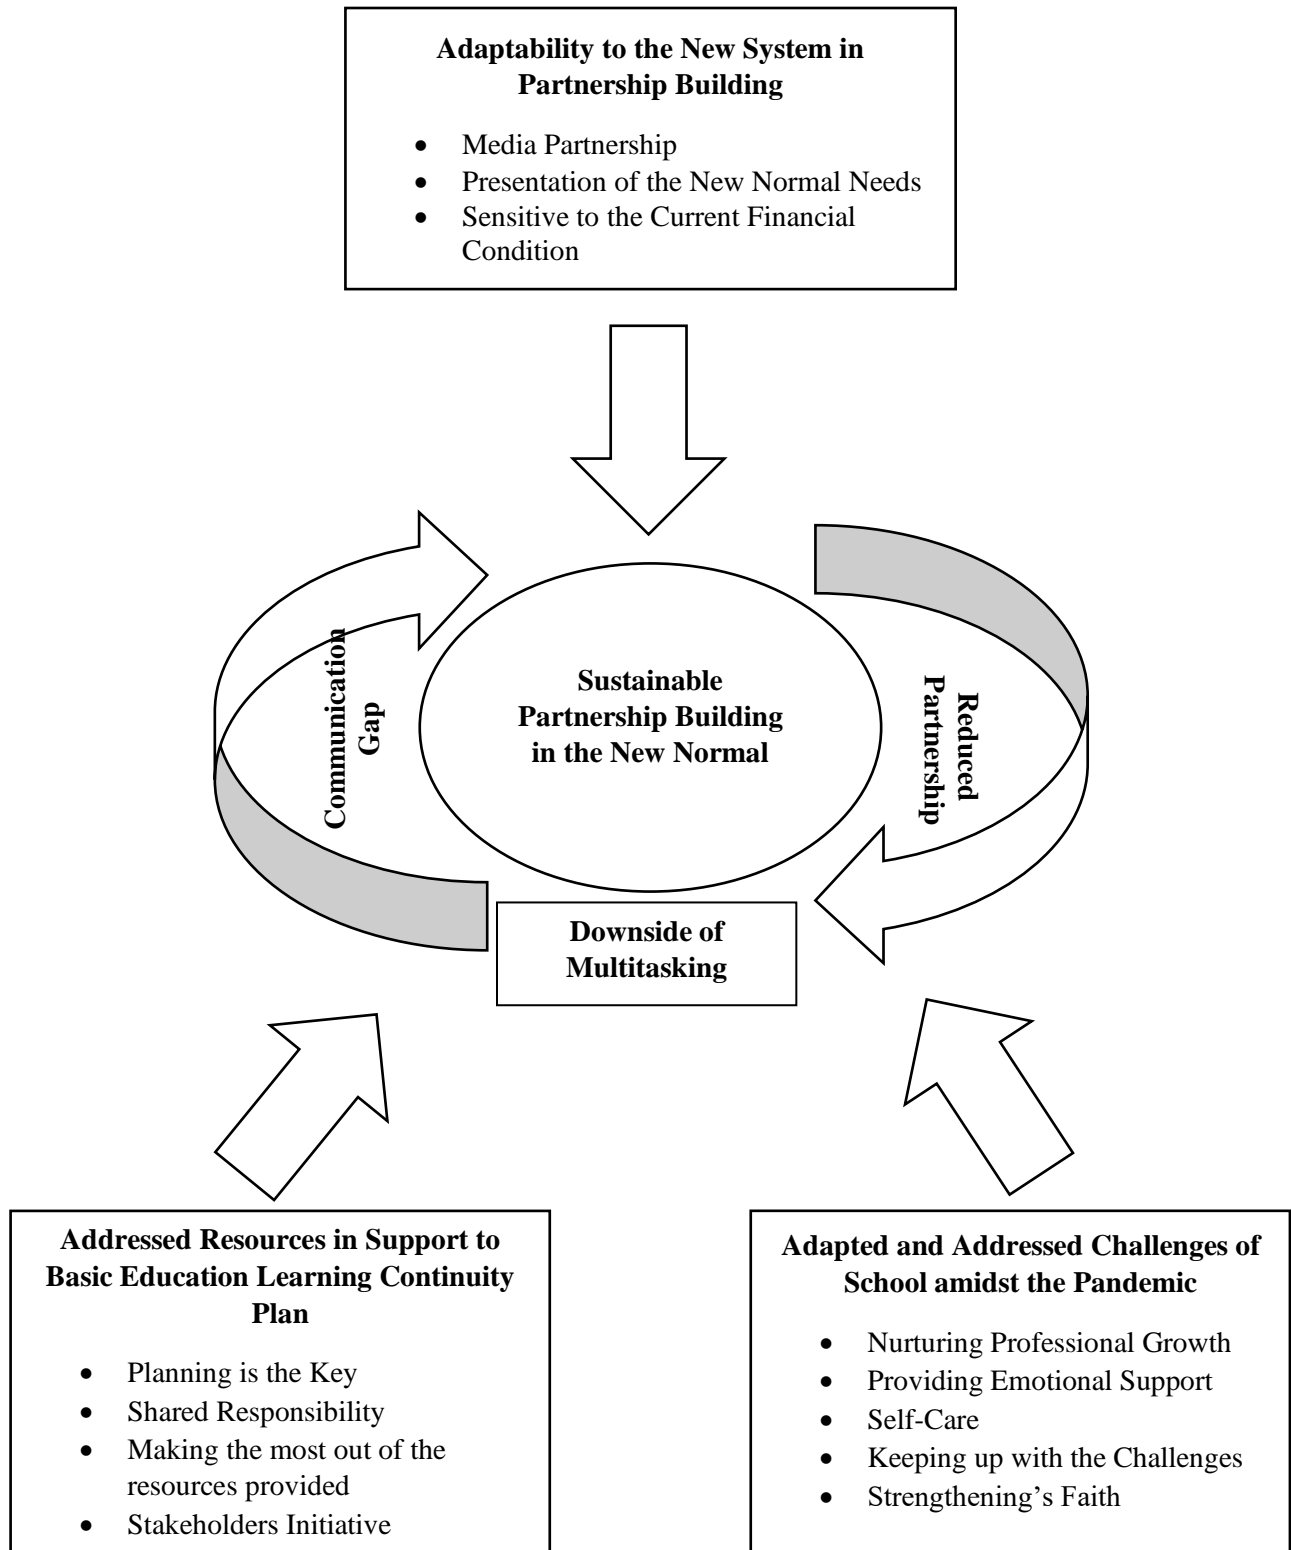 Adaptability to the New System in
Partnership Building
• Media Partnership
• Presentation of the New Normal Needs
• Sensitive to the Current Financial
Condition
Communication
Gap
Sustainable
Partnership Building
in the New Normal
Reduced
Partnership
Downside of
Multitasking
Addressed Resources in Support to
Basic Education Learning Continuity
Plan
• Planning is the Key
• Shared Responsibility
• Making the most out of the
resources provided
• Stakeholders Initiative
Adapted and Addressed Challenges of
School amidst the Pandemic
• Nurturing Professional Growth
• Providing Emotional Support
• Self-Care
• Keeping up with the Challenges
• Strengthening's Faith